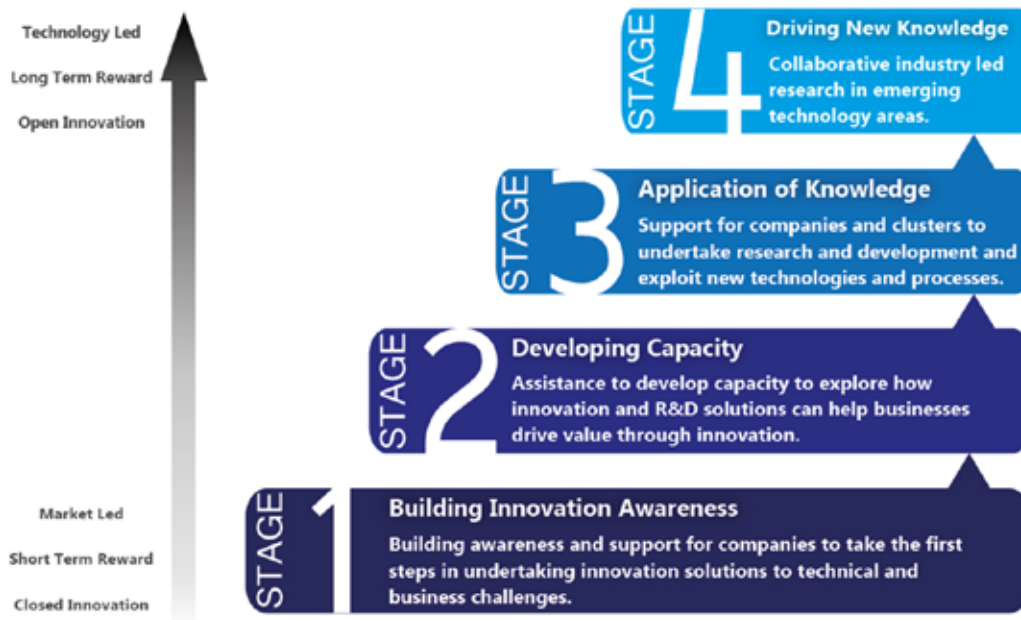 Technology Led
Long Term Reward
Open Innovation
Market Led
Short Term Reward
Closed Innovation
STAGE 4
Driving New Knowledge
Collaborative industry led
research in emerging
technology areas.
STAGE 3
Application of Knowledge
Support for companies and clusters to
undertake research and development and
exploit new technologies and processes.
STAGE 2
Developing Capacity
Assistance to develop capacity to explore how
innovation and R&D solutions can help businesses
drive value through innovation.
STAGE 1
Building Innovation Awareness
Building awareness and support for companies to take the first
steps in undertaking innovation solutions to technical and
business challenges.